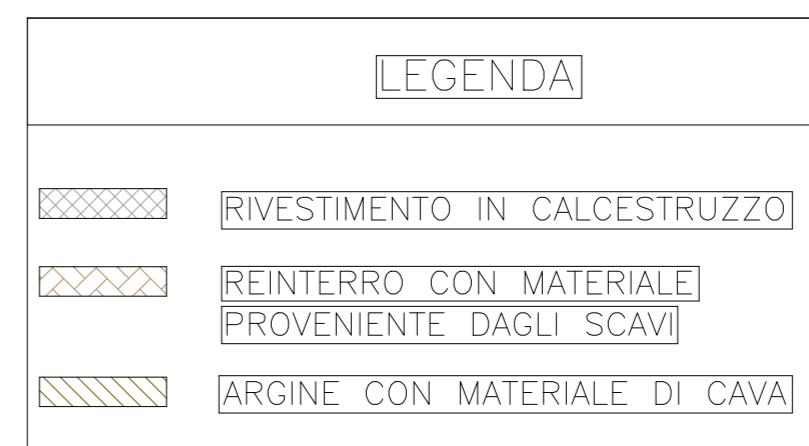 LEGENDA
RIVESTIMENTO IN CALCESTRUZZO
REINTERRO CON MATERIALE
PROVENIENTE DAGLI SCAVI
ARGINE CON MATERIALE DI CAVA